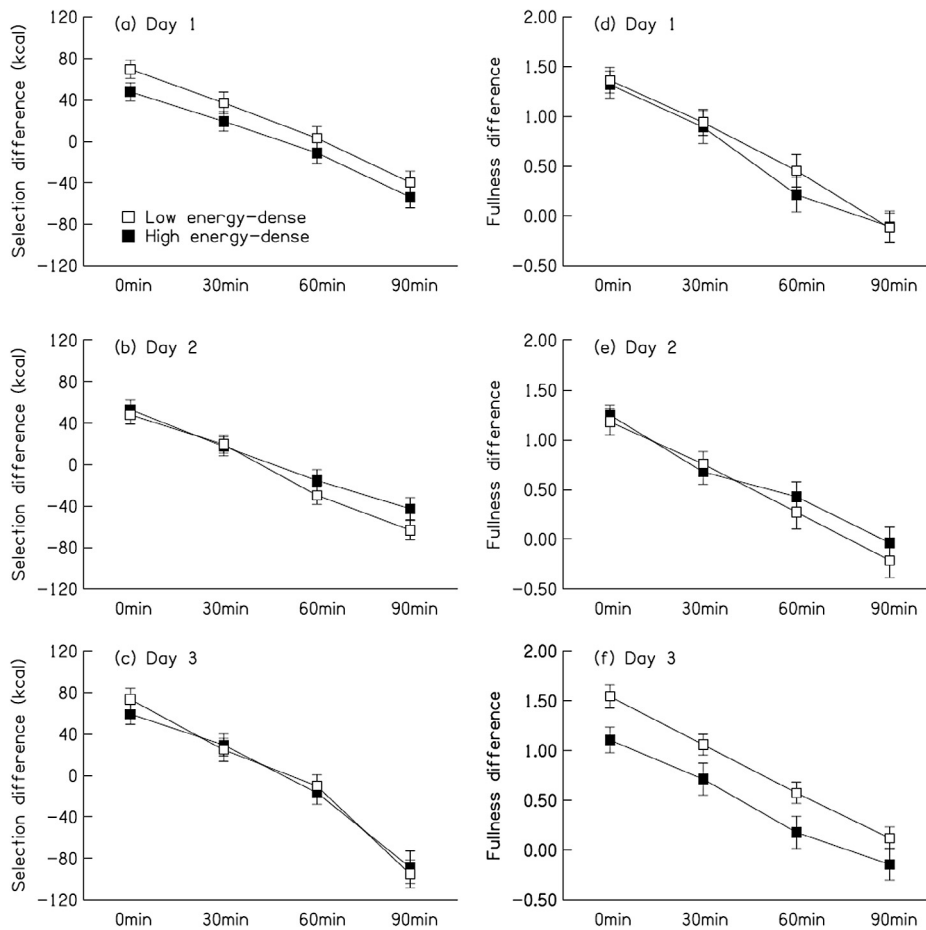 (a) Day 1
Selection difference (kcal)
120
80
40
0
−40
−80
−120
Low energy-dense
High energy-dense
0min 30min 60min 90min
(d) Day 1
Fullness difference
2.00
1.50
1.00
0.50
0.00
−0.50
0min 30min 60min 90min
(b) Day 2
Selection difference (kcal)
120
80
40
0
−40
−80
−120
0min 30min 60min 90min
(e) Day 2
Fullness difference
2.00
1.50
1.00
0.50
0.00
−0.50
0min 30min 60min 90min
(c) Day 3
Selection difference (kcal)
120
80
40
0
−40
−80
−120
0min 30min 60min 90min
(f) Day 3
Fullness difference
2.00
1.50
1.00
0.50
0.00
−0.50
0min 30min 60min 90min